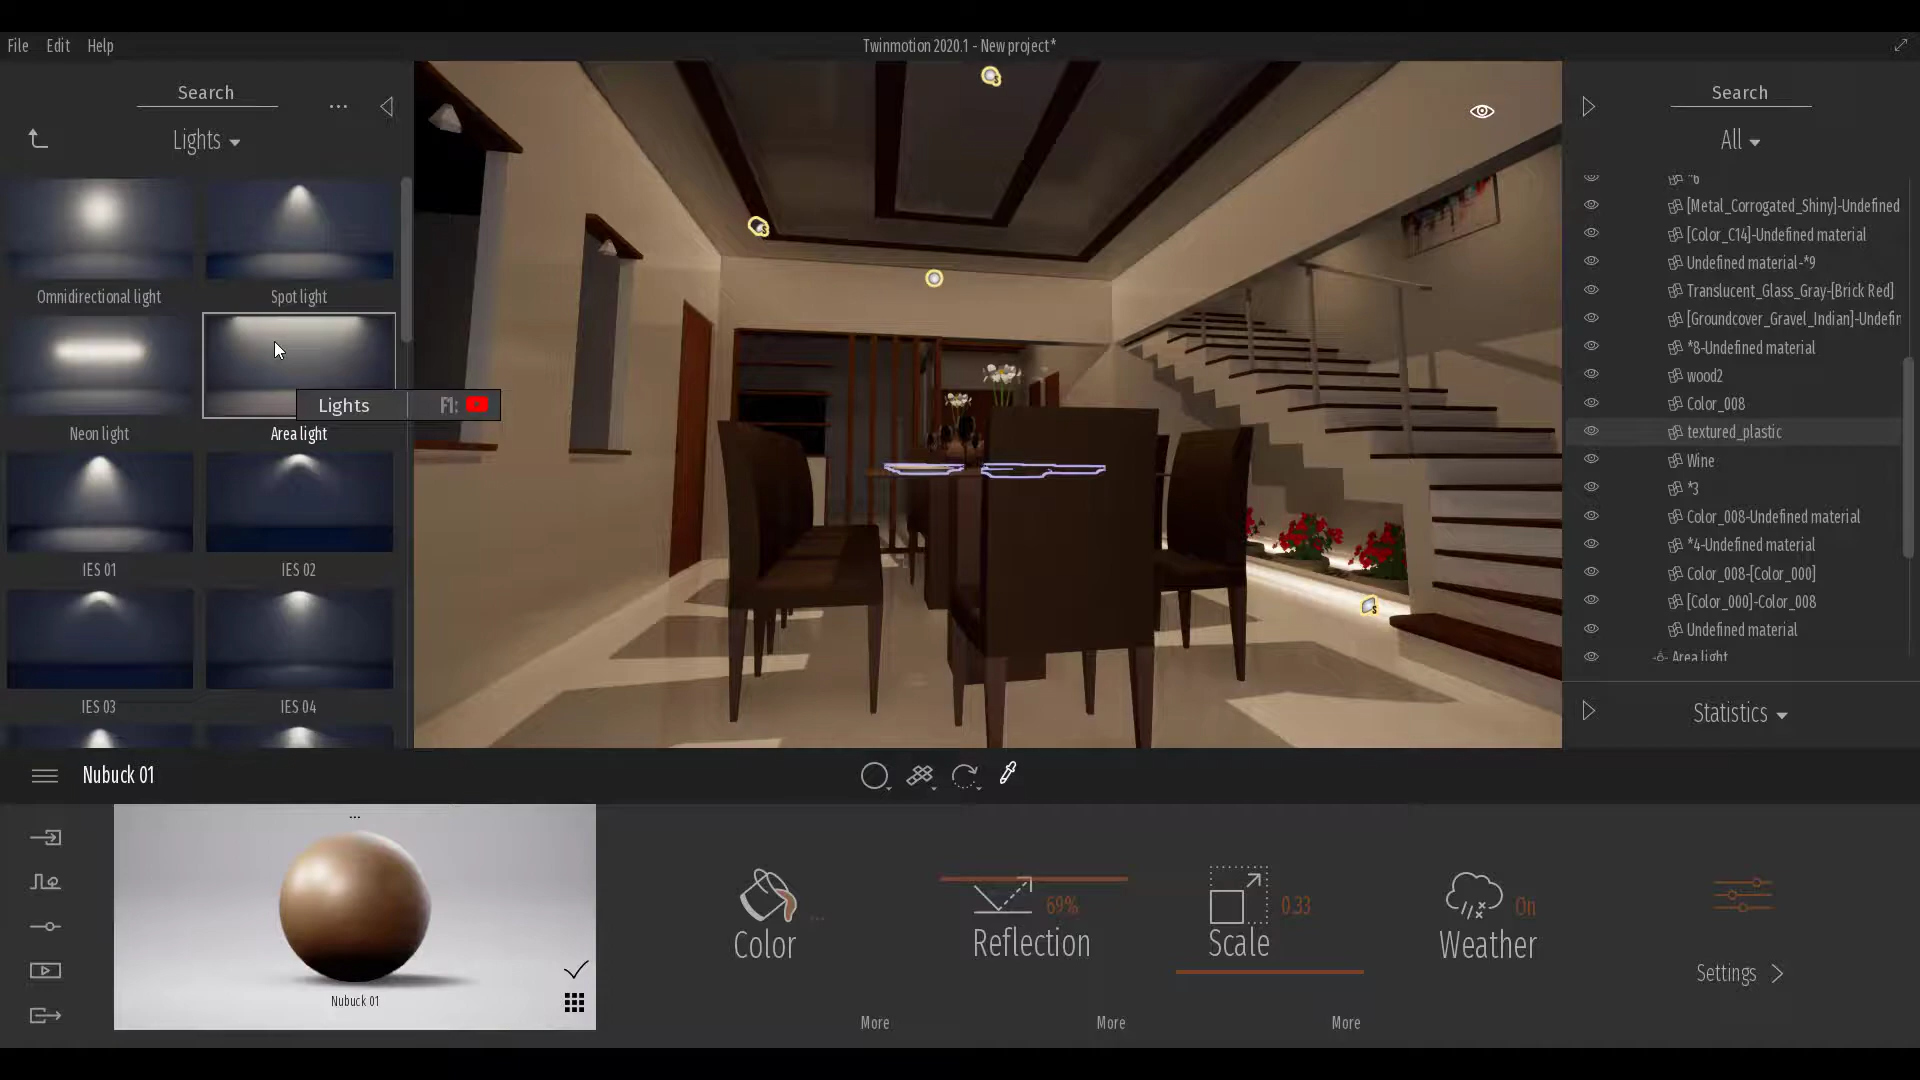 File Edit Help
Twinmotion 2020.1 - New project*
Search
...
Lights
Omnidirectional light
Spot light
Lights F1:
Neon light
Area light
IES 01
IES 02
IES 03
IES 04
Search
All
*6
[Metal_Corrogated_Shiny]-Undefined
[Color_C14]-Undefined material
Undefined material-*9
Translucent_Glass_Gray-[Brick Red]
[Groundcover_Gravel_Indian]-Undefin
*8-Undefined material
wood2
Color_008
textured_plastic
Wine
*3
Color_008-Undefined material
*4-Undefined material
Color_008-[Color_000]
[Color_000]-Color_008
Undefined material
Area light
Statistics
Nubuck 01
...
Nubuck 01
Color ...
More
Reflection 69%
More
Scale 0.33
More
Weather On
Settings